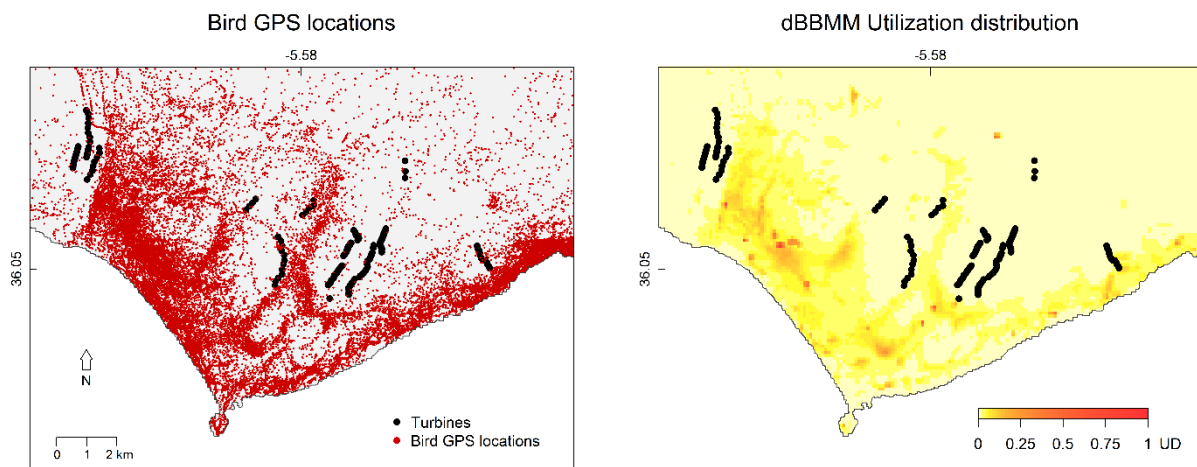 Bird GPS locations
-5.58
36.05
N
0 1 2 km
Turbines
Bird GPS locations
dBBMM Utilization distribution
-5.58
36.05
0 0.25 0.5 0.75 1 UD